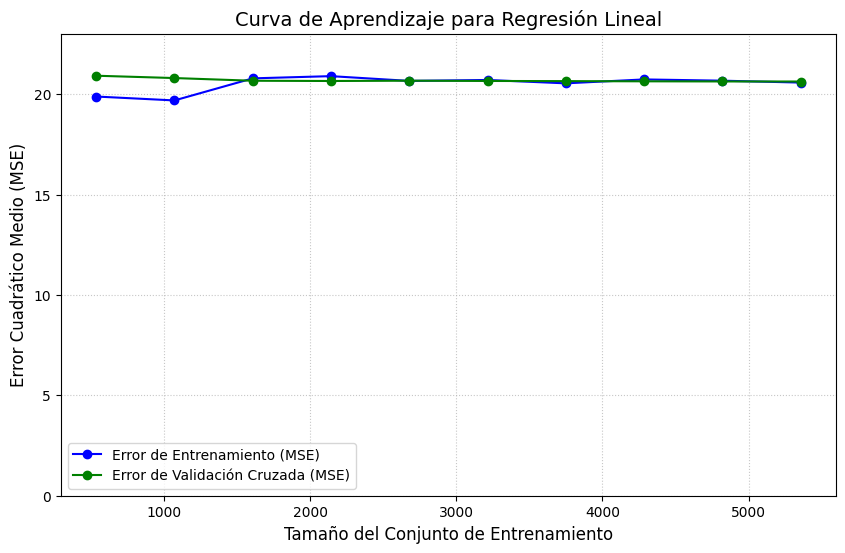 Curva de Aprendizaje para Regresión Lineal
Error Cuadrático Medio (MSE)
20
15
10
5
0
Error de Entrenamiento (MSE)
Error de Validación Cruzada (MSE)
1000 2000 3000 4000 5000
Tamaño del Conjunto de Entrenamiento